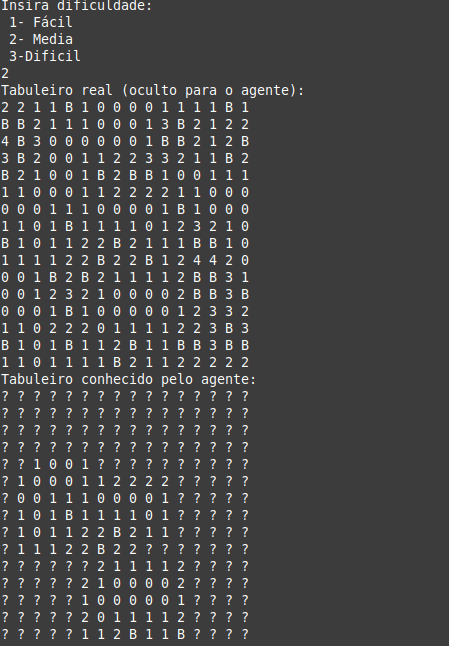 Insira dificuldade:
 1- Fácil
 2- Media
 3-Dificil
2
Tabuleiro real (oculto para o agente):
2 2 1 1 B 1 0 0 0 0 1 1 1 1 B 1
B B 2 1 1 1 0 0 0 1 3 B 2 1 2 2
4 B 3 0 0 0 0 0 0 1 B B 2 1 2 B
3 B 2 0 0 1 1 2 2 3 3 2 1 1 B 2
B 2 1 0 0 1 B 2 B B 1 0 0 1 1 1
1 1 0 0 0 1 1 2 2 2 2 1 1 0 0 0
0 0 0 1 1 1 0 0 0 0 1 B 1 0 0 0
1 1 0 1 B 1 1 1 1 0 1 2 3 2 1 0
B 1 0 1 1 2 2 B 2 1 1 1 B B 1 0
1 1 1 1 2 2 B 2 2 B 1 2 4 4 2 0
0 0 1 B 2 B 2 1 1 1 1 2 B B 3 1
0 0 1 2 3 2 1 0 0 0 0 2 B B 3 B
0 0 0 1 B 1 0 0 0 0 0 1 2 3 3 2
1 1 0 2 2 2 0 1 1 1 1 2 2 3 B 3
B 1 0 1 B 1 1 2 B 1 1 B B 3 B B
1 1 0 1 1 1 1 B 2 1 1 2 2 2 2 2
Tabuleiro conhecido pelo agente:
? ? ? ? ? ? ? ? ? ? ? ? ? ? ? ?
? ? ? ? ? ? ? ? ? ? ? ? ? ? ? ?
? ? ? ? ? ? ? ? ? ? ? ? ? ? ? ?
? ? ? ? ? ? ? ? ? ? ? ? ? ? ? ?
? ? 1 0 0 1 ? ? ? ? ? ? ? ? ? ?
? 1 0 0 0 1 1 2 2 2 2 ? ? ? ? ?
? 0 0 1 1 1 0 0 0 0 1 ? ? ? ? ?
? 1 0 1 B 1 1 1 1 0 1 ? ? ? ? ?
? 1 0 1 1 2 2 B 2 1 1 ? ? ? ? ?
? 1 1 1 2 2 B 2 2 ? ? ? ? ? ? ?
? ? ? ? ? ? 2 1 1 1 1 2 ? ? ? ?
? ? ? ? ? 2 1 0 0 0 0 2 ? ? ? ?
? ? ? ? ? 1 0 0 0 0 0 1 ? ? ? ?
? ? ? ? ? 2 0 1 1 1 1 2 ? ? ? ?
? ? ? ? ? 1 1 2 B 1 1 B ? ? ? ?